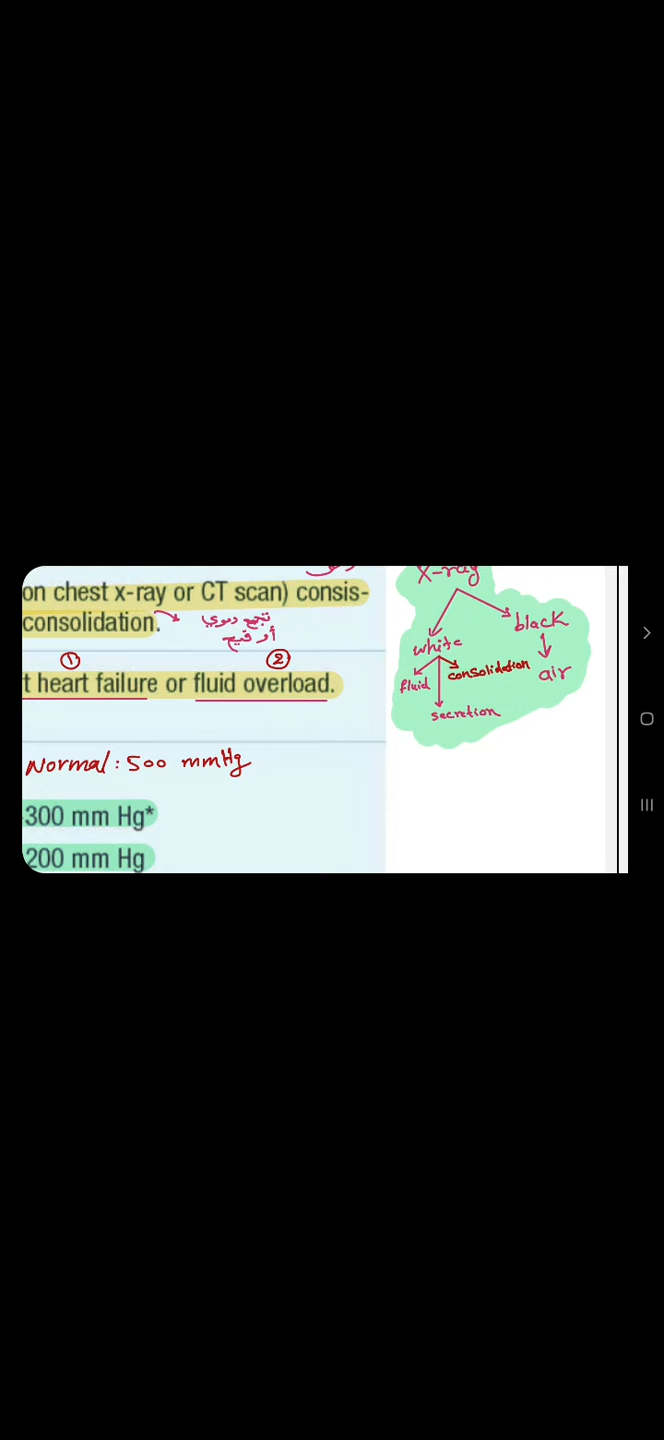 on chest x-ray or CT scan) consis-
consolidation.
تجمع دموي
أو قيح
① ②
t heart failure or fluid overload.
Normal: 500 mmHg
300 mm Hg*
200 mm Hg
X-ray
white
black
fluid
consolidation
air
secretion